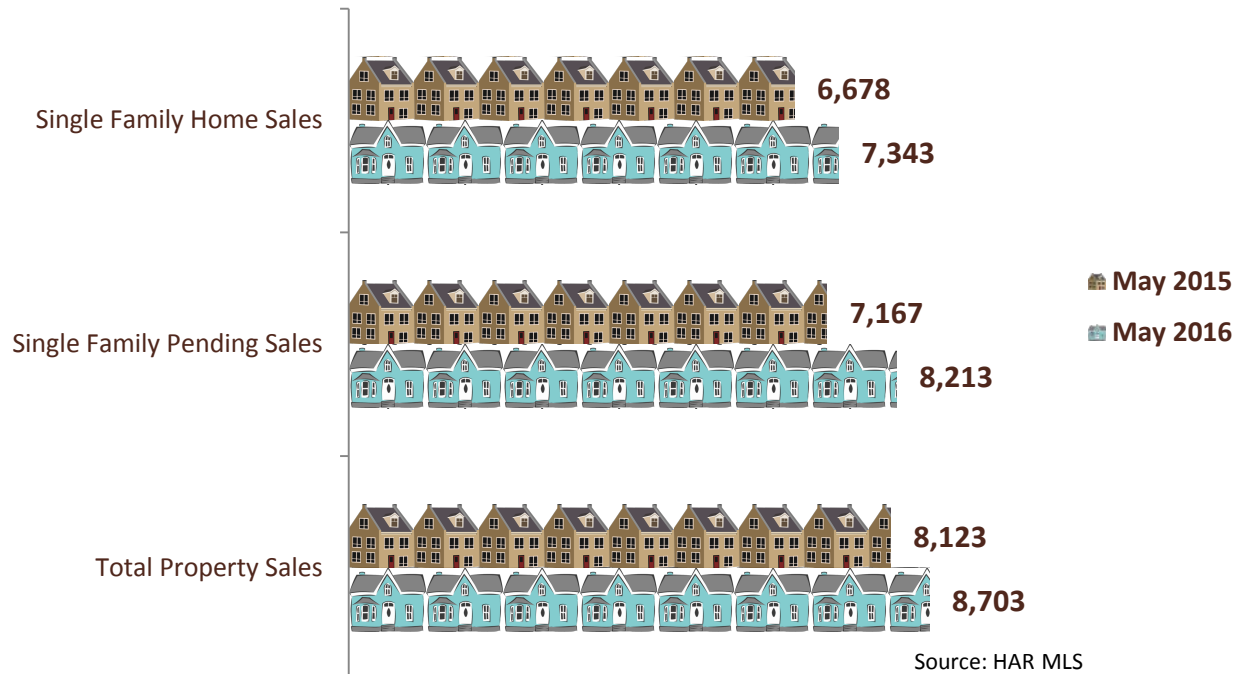 Single Family Home Sales
6,678
7,343
Single Family Pending Sales
7,167
8,213
Total Property Sales
8,123
8,703
May 2015
May 2016
Source: HAR MLS